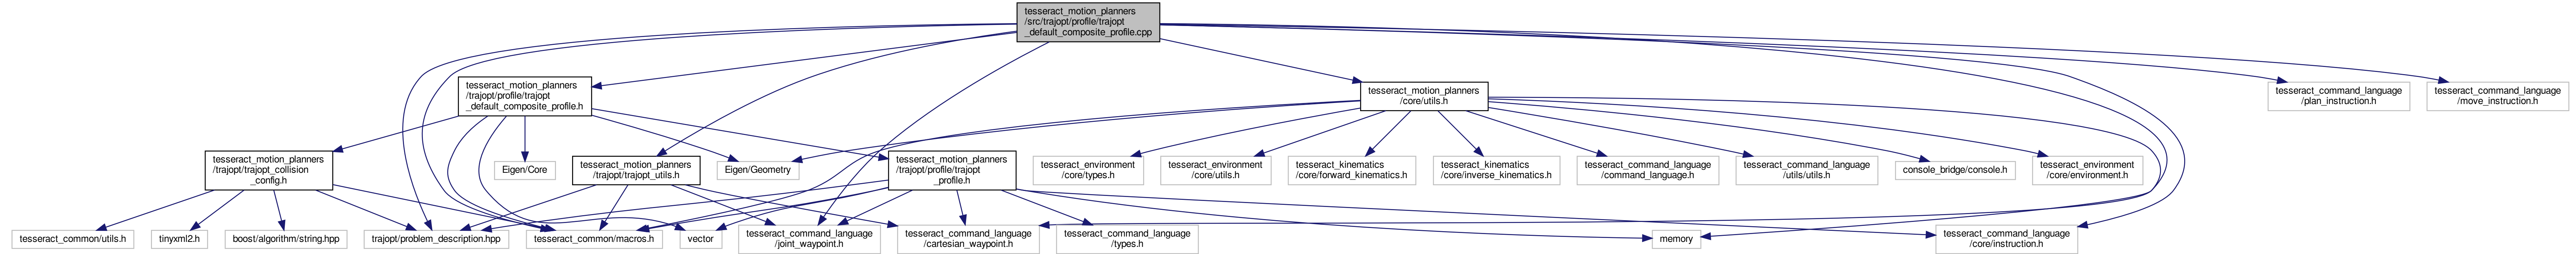 tesseract_motion_planners
/src/trajopt/profile/trajopt
_default_composite_profile.cpp
tesseract_motion_planners
/trajopt/profile/trajopt
_default_composite_profile.h
tesseract_motion_planners
/core/utils.h
tesseract_command_language
/plan_instruction.h
tesseract_command_language
/move_instruction.h
tesseract_motion_planners
/trajopt/trajopt_collision
_config.h
Eigen/Core
tesseract_motion_planners
/trajopt/trajopt_utils.h
Eigen/Geometry
tesseract_motion_planners
/trajopt/profile/trajopt
_profile.h
tesseract_environment
/core/types.h
tesseract_environment
/core/utils.h
tesseract_kinematics
/core/forward_kinematics.h
tesseract_kinematics
/core/inverse_kinematics.h
tesseract_command_language
/command_language.h
tesseract_command_language
/utils/utils.h
console_bridge/console.h
tesseract_environment
/core/environment.h
tesseract_common/utils.h
tinyxml2.h
boost/algorithm/string.hpp
trajopt/problem_description.hpp
tesseract_common/macros.h
vector
tesseract_command_language
/joint_waypoint.h
tesseract_command_language
/cartesian_waypoint.h
tesseract_command_language
/types.h
memory
tesseract_command_language
/core/instruction.h